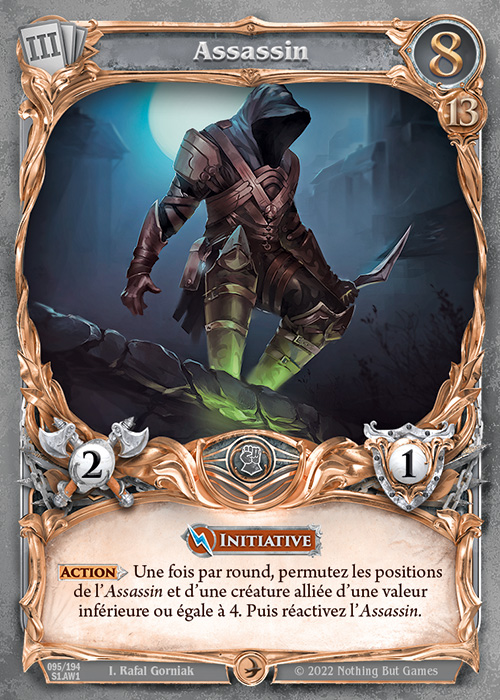 III
Assassin
8
13
2
1
INITIATIVE
ACTION Une fois par round, permutez les positions
de l'Assassin et d'une créature alliée d'une valeur
inférieure ou égale à 4. Puis réactivez l'Assassin.
095/194
S1.AW1
I. Rafal Gorniak
© 2022 Nothing But Games